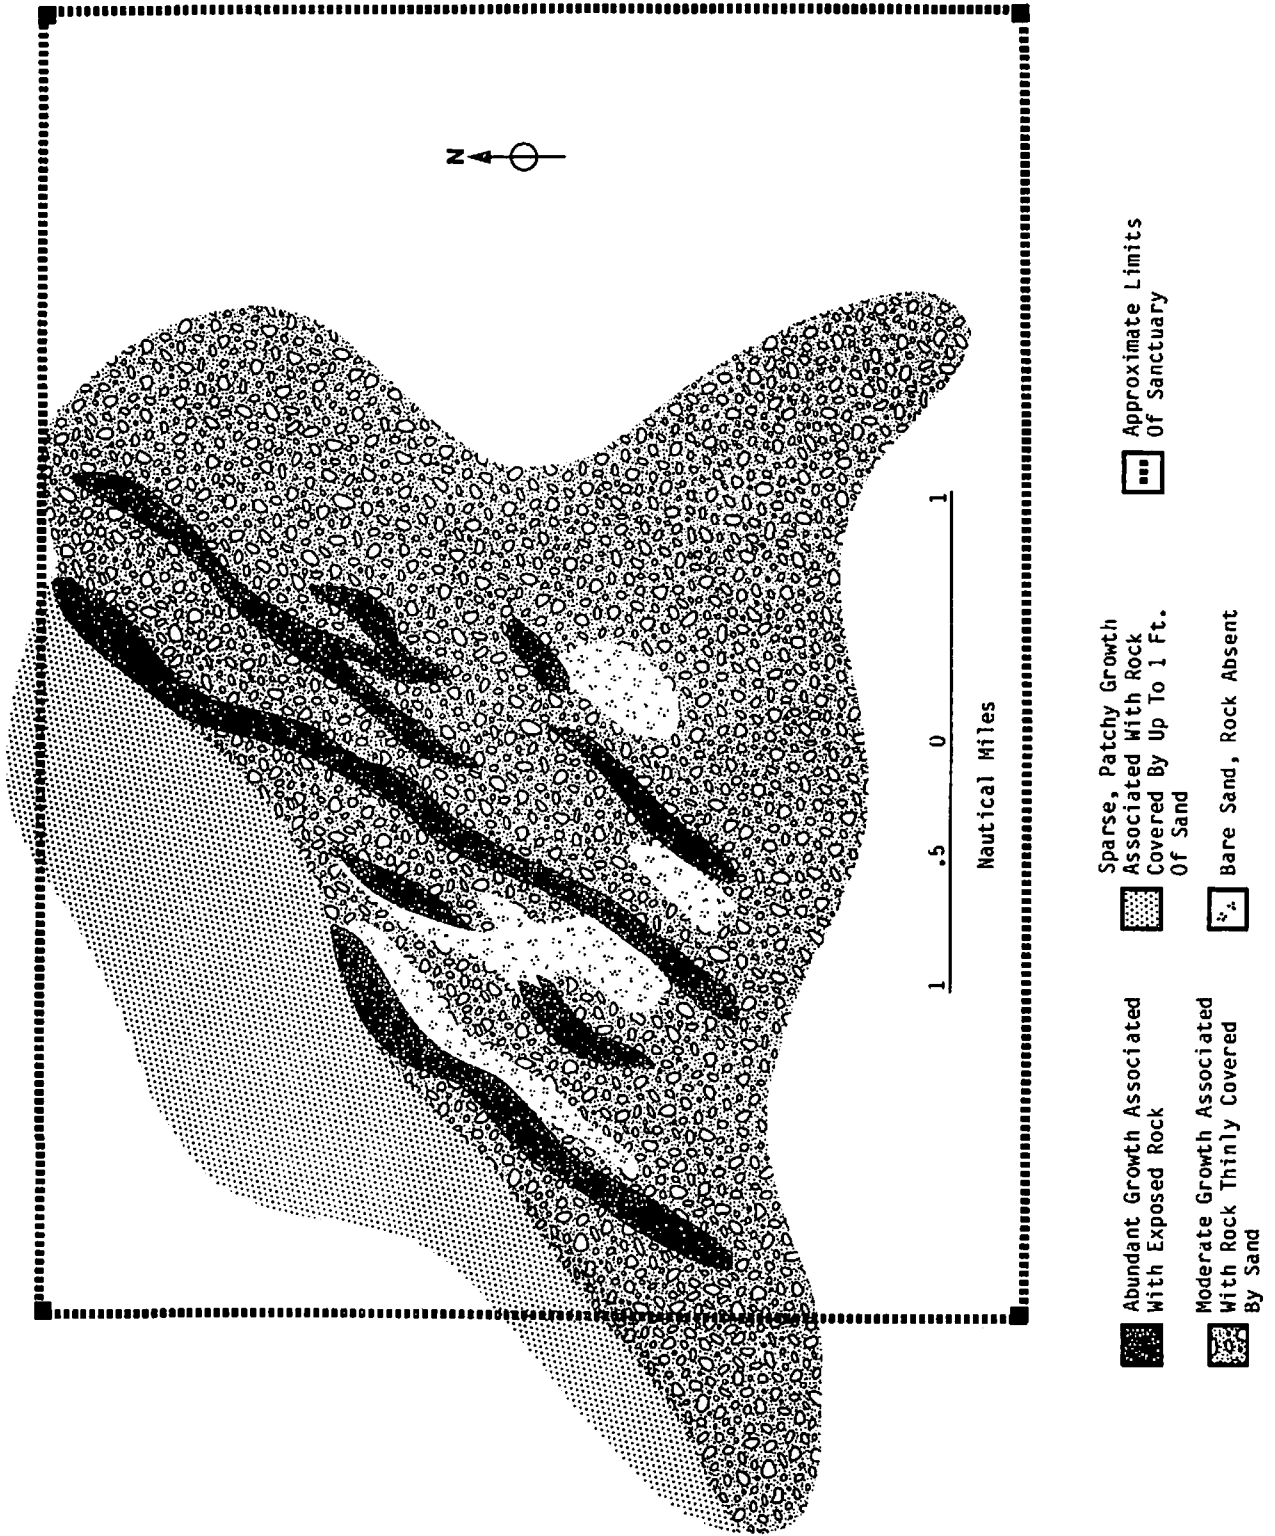 N
1
.5
0
1
Nautical Miles
Abundant Growth Associated
With Exposed Rock
Moderate Growth Associated
With Rock Thinly Covered
By Sand
Sparse, Patchy Growth
Associated With Rock
Covered By Up To 1 Ft.
Of Sand
Bare Sand, Rock Absent
Approximate Limits
Of Sanctuary